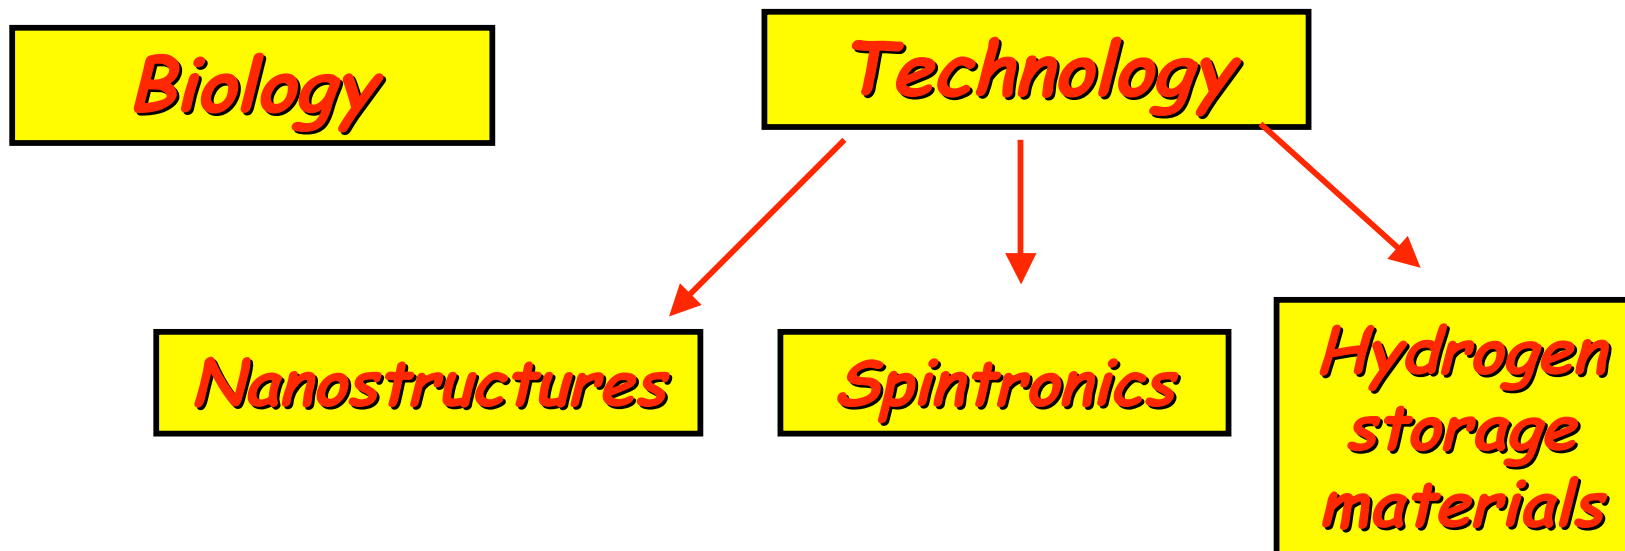 Biology
Technology
Nanostructures
Spintronics
Hydrogen
storage
materials